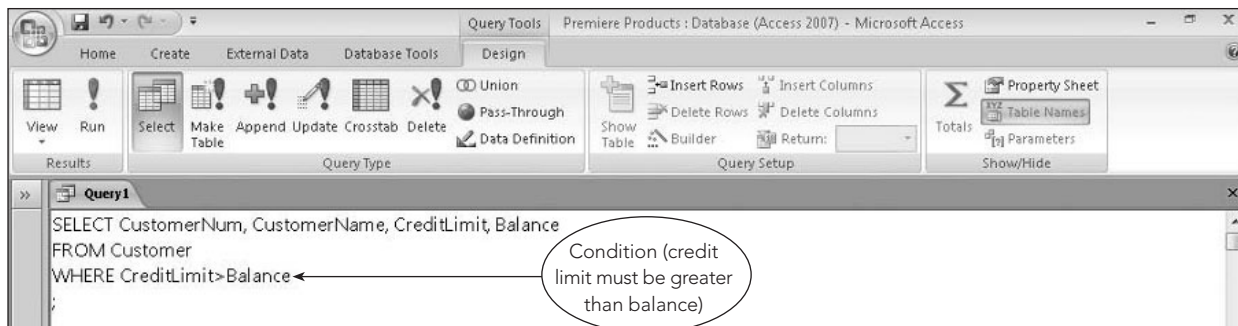 Query Tools
Premiere Products : Database (Access 2007) - Microsoft Access
Home Create External Data Database Tools Design
View
Run
Results
Select
Make Table
Append
Update
Crosstab
Delete
Union
Pass-Through
Data Definition
Query Type
Show Table
Insert Rows
Delete Rows
Builder
Insert Columns
Delete Columns
Return:
Query Setup
Totals
Property Sheet
XYZ Table Names
[?] Parameters
Show/Hide
Query1
SELECT CustomerNum, CustomerName, CreditLimit, Balance
FROM Customer
WHERE CreditLimit>Balance
;
Condition (credit
limit must be greater
than balance)